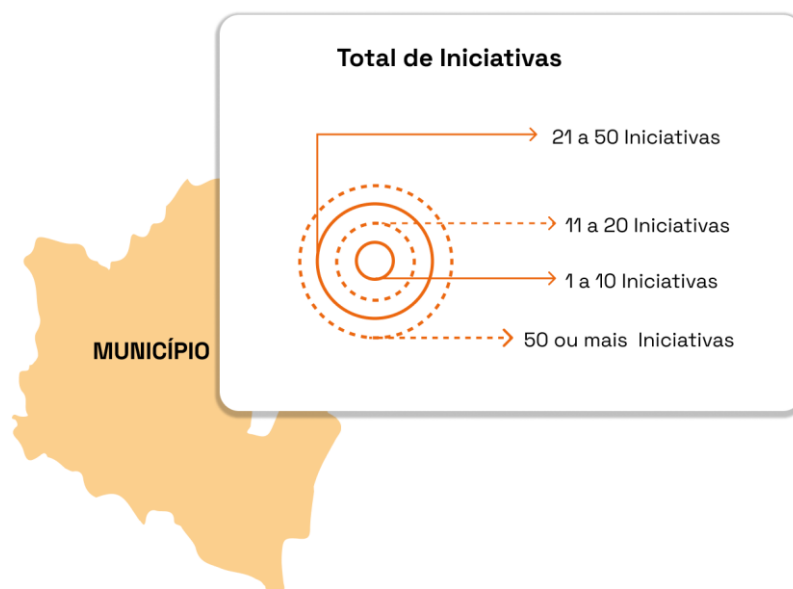 Total de Iniciativas
21 a 50 Iniciativas
11 a 20 Iniciativas
1 a 10 Iniciativas
50 ou mais Iniciativas
MUNICÍPIO